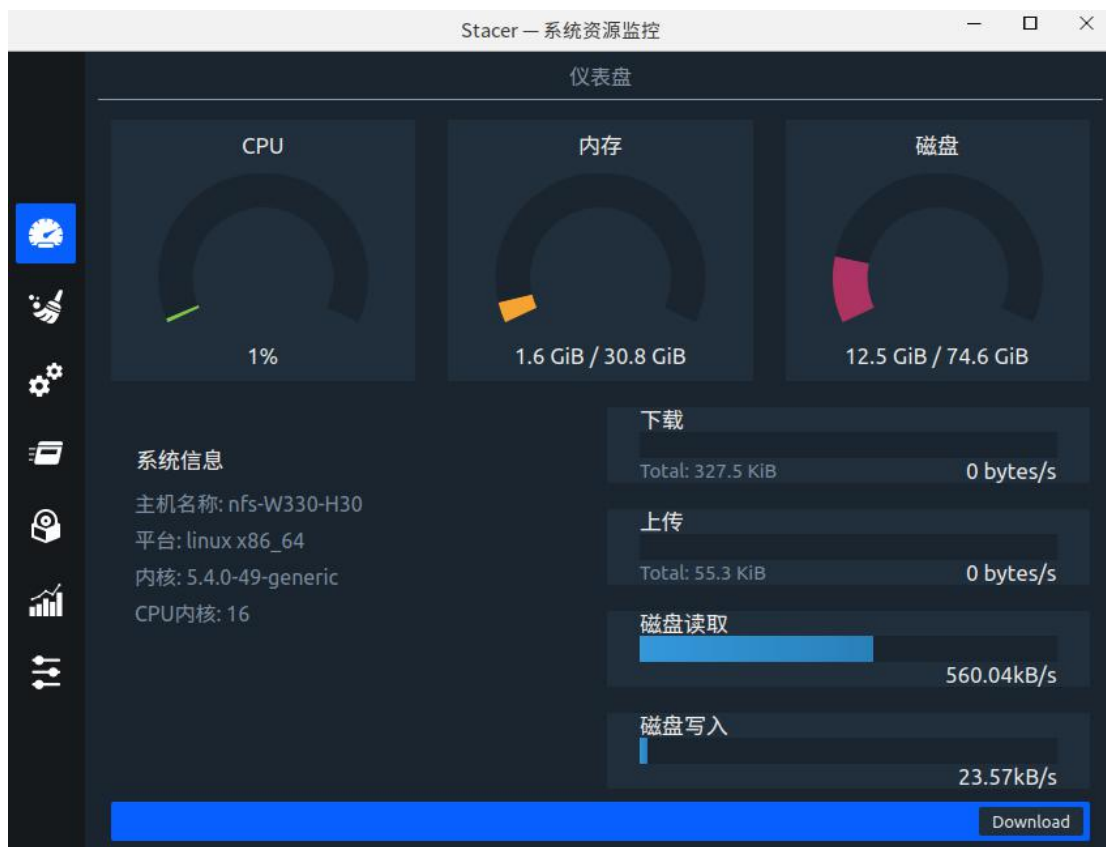 Stacer — 系统资源监控
仪表盘
CPU
1%
内存
1.6 GiB / 30.8 GiB
磁盘
12.5 GiB / 74.6 GiB
系统信息
主机名称: nfs-W330-H30
平台: linux x86_64
内核: 5.4.0-49-generic
CPU内核: 16
下载
Total: 327.5 KiB 0 bytes/s
上传
Total: 55.3 KiB 0 bytes/s
磁盘读取
560.04kB/s
磁盘写入
23.57kB/s
Download